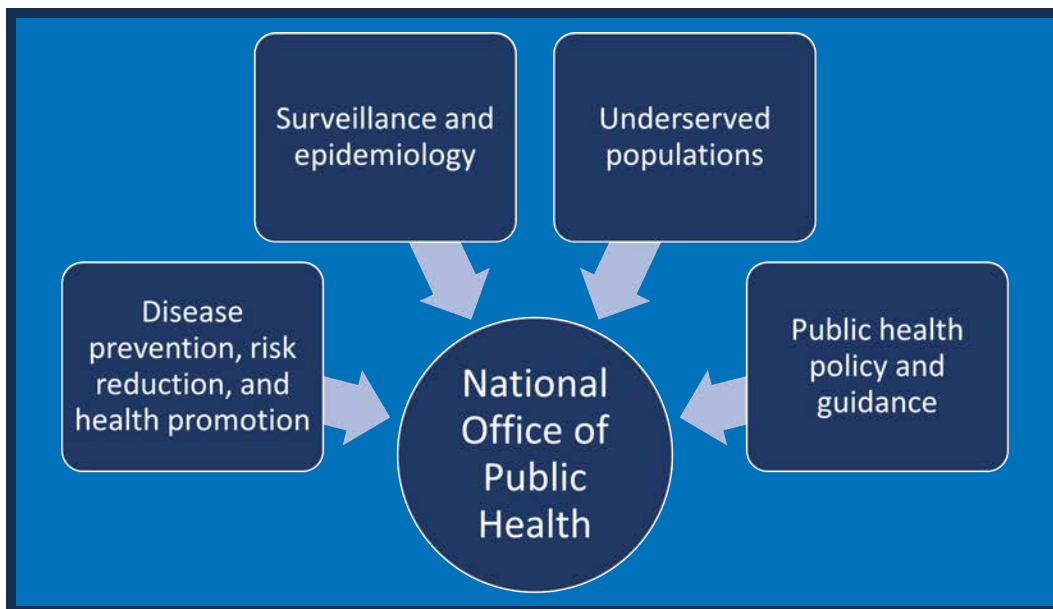 Surveillance and
epidemiology
Underserved
populations
Disease
prevention, risk
reduction, and
health promotion
Public health
policy and
guidance
National
Office of
Public
Health